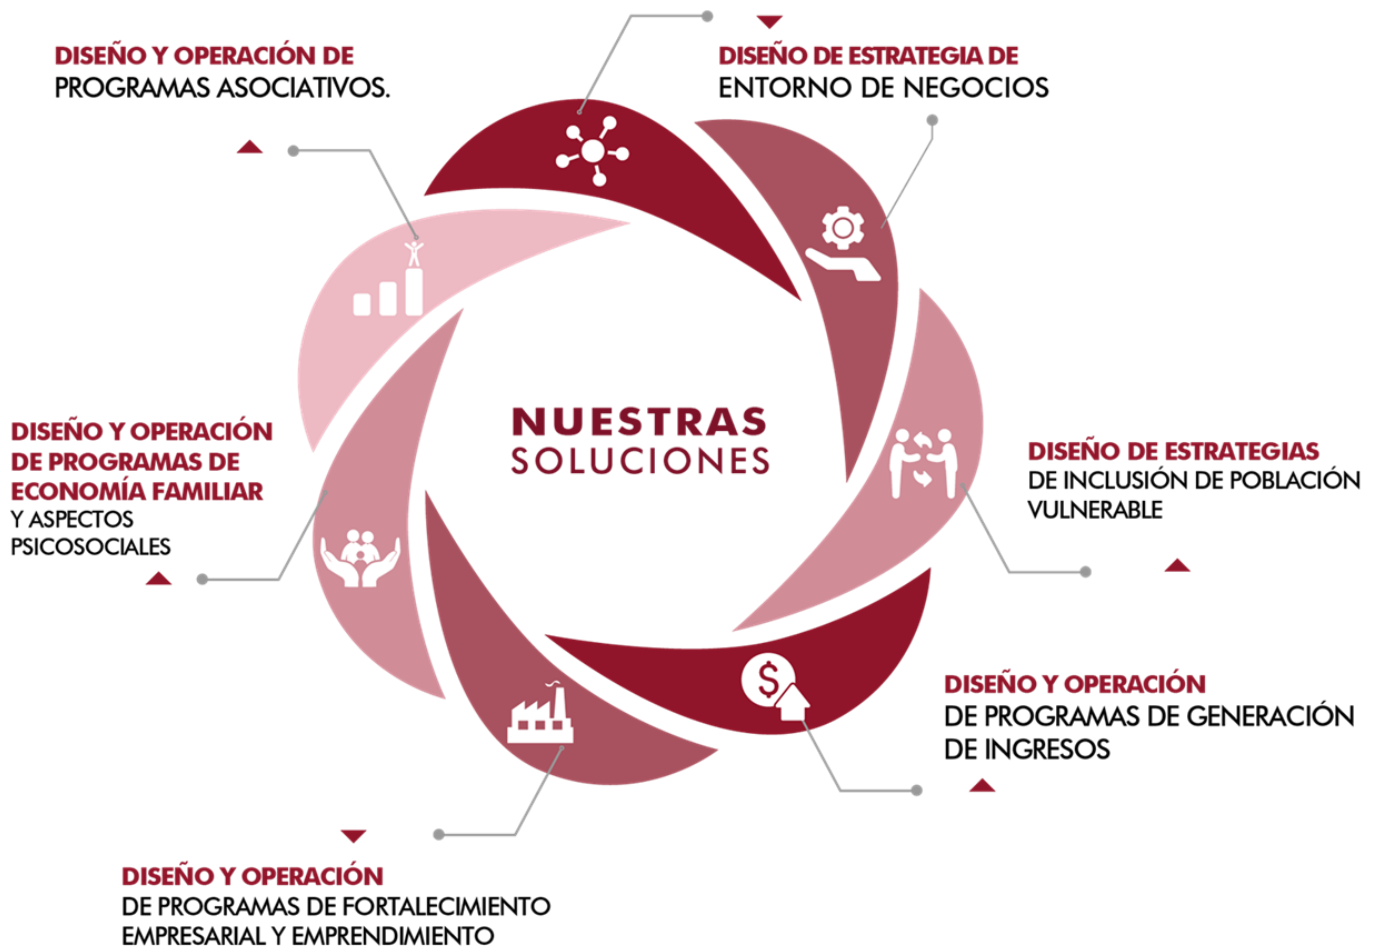 DISEÑO Y OPERACIÓN DE
PROGRAMAS ASOCIATIVOS.
DISEÑO DE ESTRATEGIA DE
ENTORNO DE NEGOCIOS
NUESTRAS
SOLUCIONES
DISEÑO Y OPERACIÓN
DE PROGRAMAS DE
ECONOMÍA FAMILIAR
Y ASPECTOS
PSICOSOCIALES
DISEÑO DE ESTRATEGIAS
DE INCLUSIÓN DE POBLACIÓN
VULNERABLE
DISEÑO Y OPERACIÓN
DE PROGRAMAS DE GENERACIÓN
DE INGRESOS
DISEÑO Y OPERACIÓN
DE PROGRAMAS DE FORTALECIMIENTO
EMPRESARIAL Y EMPRENDIMIENTO
$